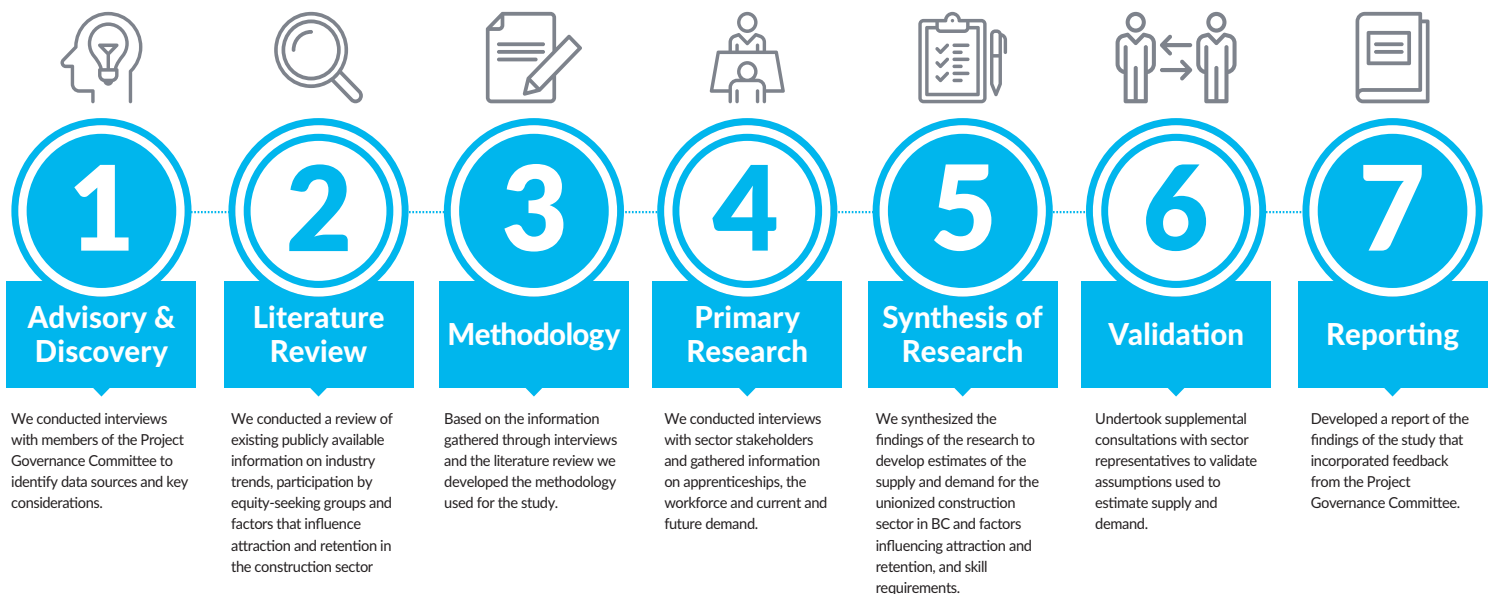 1
Advisory &
Discovery
We conducted interviews
with members of the Project
Governance Committee to
identify data sources and key
considerations.
2
Literature
Review
We conducted a review of
existing publicly available
information on industry
trends, participation by
equity-seeking groups and
factors that influence
attraction and retention in
the construction sector
3
Methodology
Based on the information
gathered through interviews
and the literature review we
developed the methodology
used for the study.
4
Primary
Research
We conducted interviews
with sector stakeholders
and gathered information
on apprenticeships, the
workforce and current and
future demand.
5
Synthesis of
Research
We synthesized the
findings of the research to
develop estimates of the
supply and demand for the
unionized construction
sector in BC and factors
influencing attraction and
retention, and skill
requirements.
6
Validation
Undertook supplemental
consultations with sector
representatives to validate
assumptions used to
estimate supply and
demand.
7
Reporting
Developed a report of the
findings of the study that
incorporated feedback
from the Project
Governance Committee.